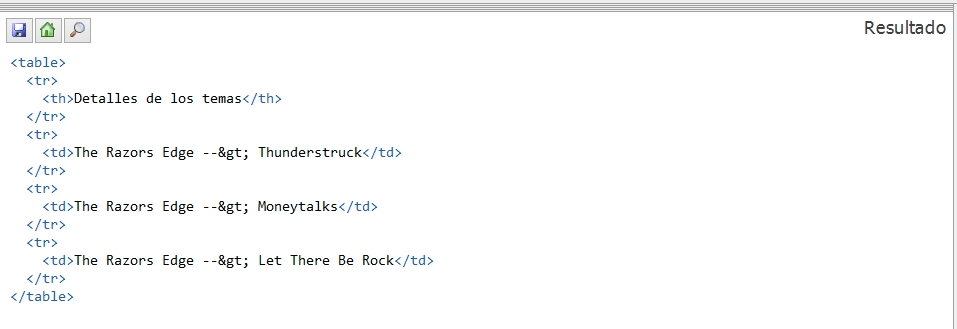 Resultado
<table>
  <tr>
    <th>Detalles de los temas</th>
  </tr>
  <tr>
    <td>The Razors Edge --&gt; Thunderstruck</td>
  </tr>
  <tr>
    <td>The Razors Edge --&gt; Moneytalks</td>
  </tr>
  <tr>
    <td>The Razors Edge --&gt; Let There Be Rock</td>
  </tr>
</table>